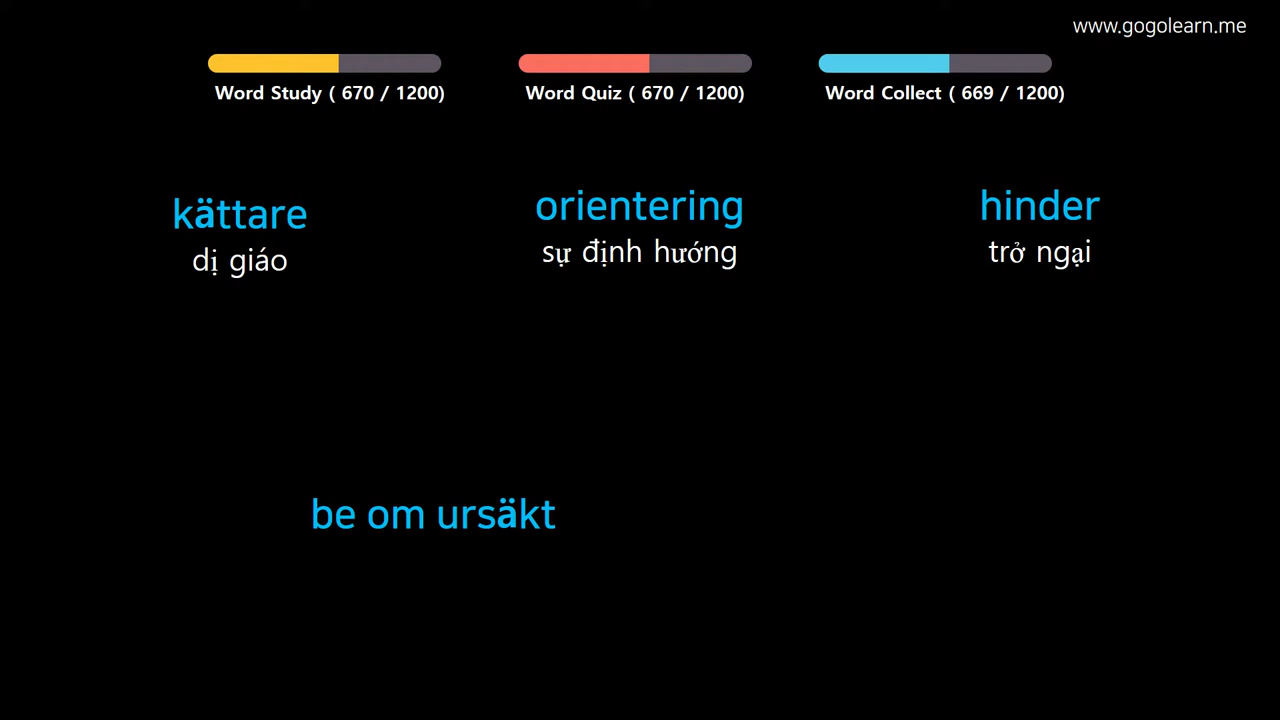 www.gogolearn.me
Word Study ( 670 / 1200)
Word Quiz ( 670 / 1200)
Word Collect ( 669 / 1200)
kättare
dị giáo
orientering
sự định hướng
hinder
trở ngại
be om ursäkt